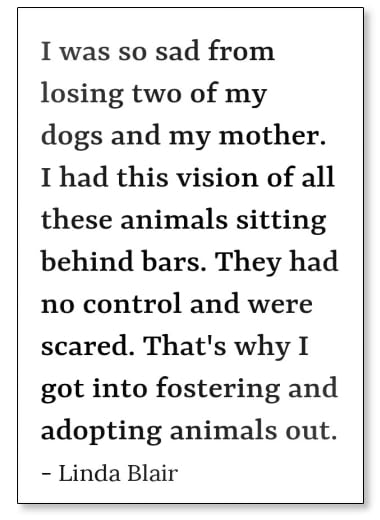 I was so sad from
losing two of my
dogs and my mother.
I had this vision of all
these animals sitting
behind bars. They had
no control and were
scared. That's why I
got into fostering and
adopting animals out.
- Linda Blair